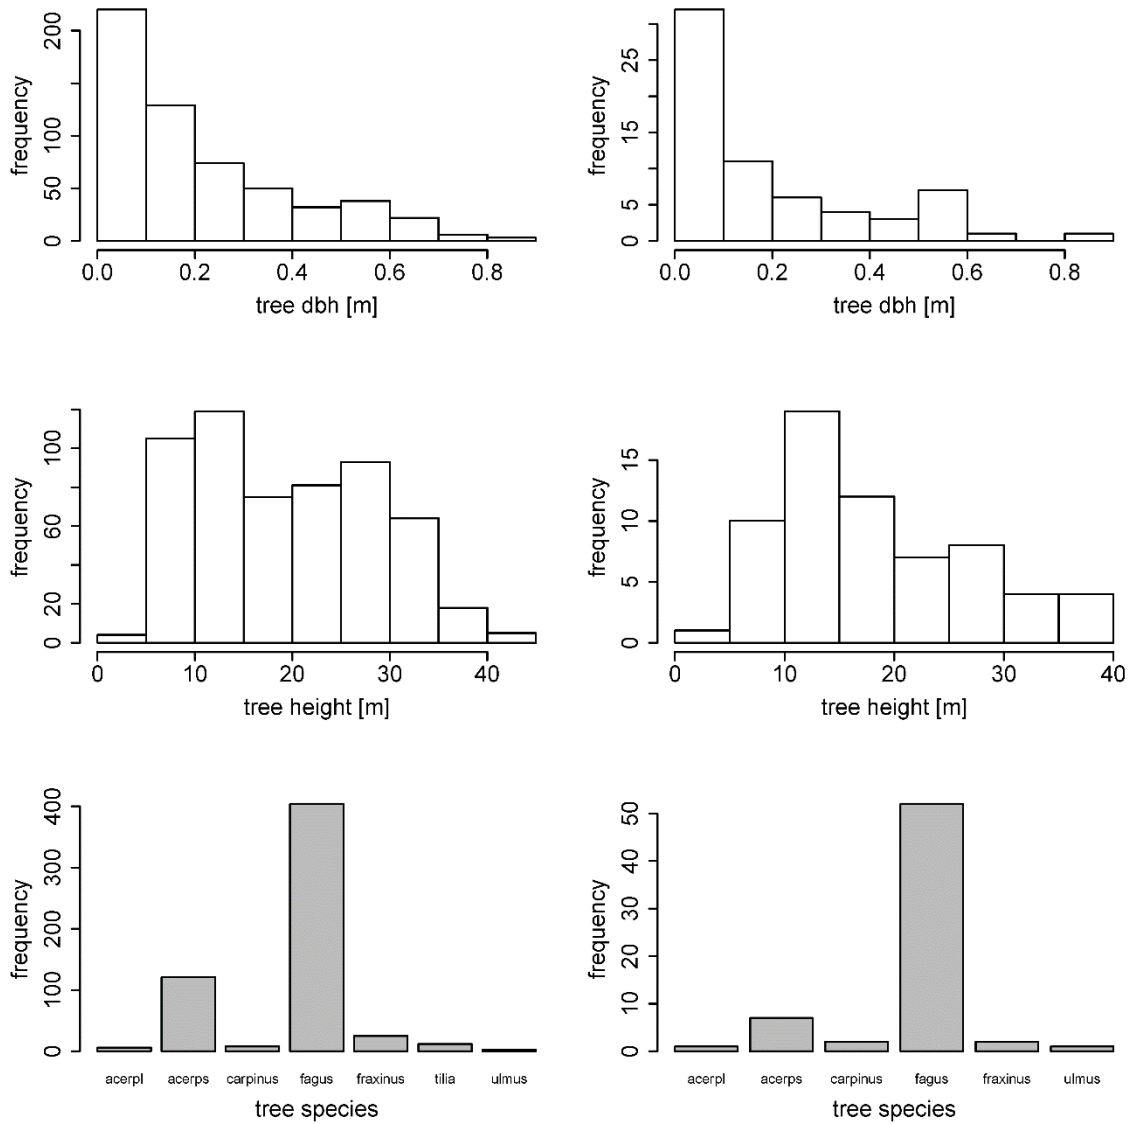 frequency
200
100
50
0
0.0 0.2 0.4 0.6 0.8
tree dbh [m]
frequency
25
15
5
0
0.0 0.2 0.4 0.6 0.8
tree dbh [m]
frequency
100
60
20
0
0 10 20 30 40
tree height [m]
frequency
15
10
5
0
0 10 20 30 40
tree height [m]
frequency
400
300
200
100
0
acerpl acerps carpinus fagus fraxinus tilia ulmus
tree species
frequency
50
40
30
20
10
0
acerpl acerps carpinus fagus fraxinus ulmus
tree species